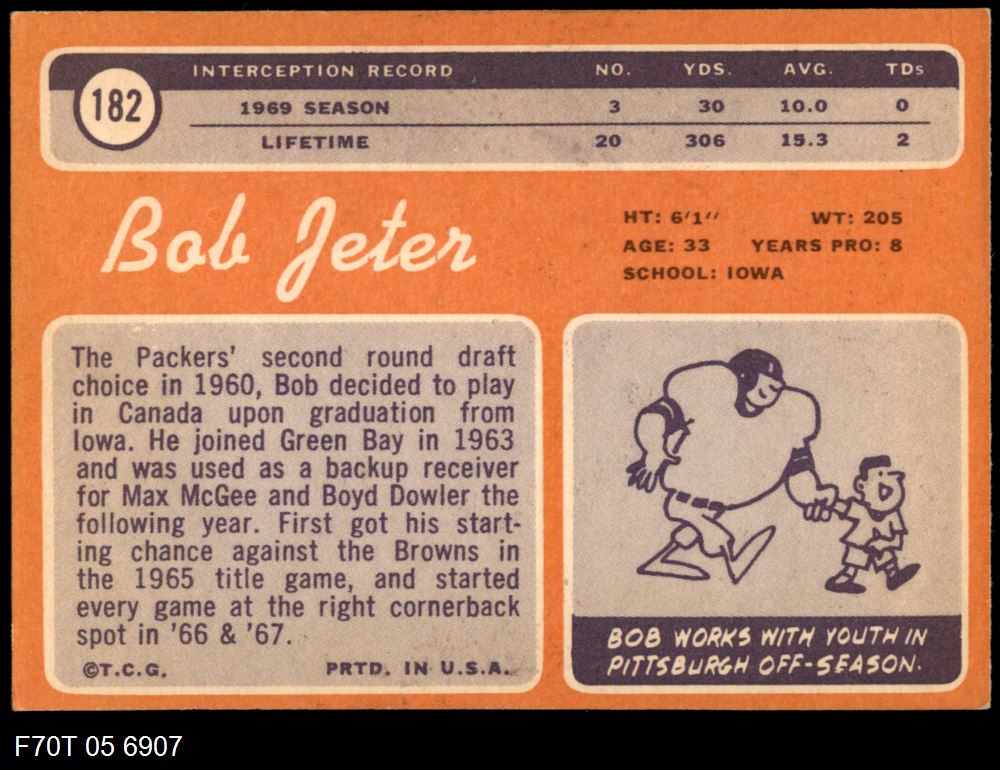 INTERCEPTION RECORD NO. YDS. AVG. TDs
182
1969 SEASON 3 30 10.0 0
LIFETIME 20 306 15.3 2
Bob Jeter
HT: 6'1" WT: 205
AGE: 33 YEARS PRO: 8
SCHOOL: IOWA
The Packers' second round draft
choice in 1960, Bob decided to play
in Canada upon graduation from
Iowa. He joined Green Bay in 1963
and was used as a backup receiver
for Max McGee and Boyd Dowler the
following year. First got his start-
ing chance against the Browns in
the 1965 title game, and started
every game at the right cornerback
spot in '66 & '67.
©T.C.G. PRTD. IN U.S.A.
BOB WORKS WITH YOUTH IN
PITTSBURGH OFF-SEASON.
F70T 05 6907